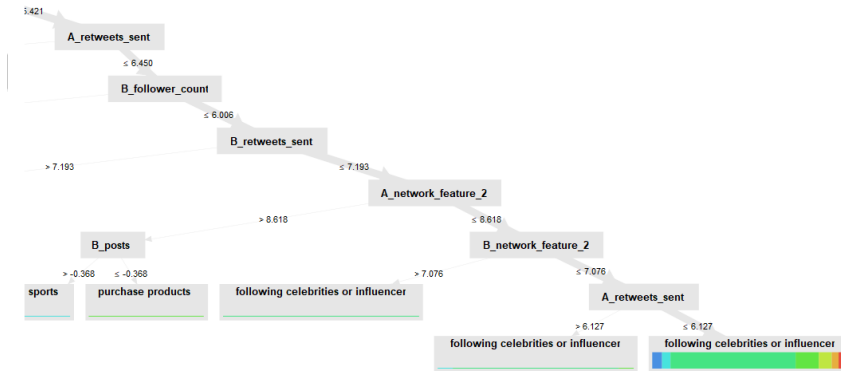 5.421
A_retweets_sent
≤ 6.450
B_follower_count
≤ 6.006
B_retweets_sent
> 7.193
≤ 7.193
A_network_feature_2
> 8.618
≤ 8.618
B_posts
B_network_feature_2
> -0.368
≤ -0.368
> 7.076
≤ 7.076
sports
purchase products
following celebrities or influencer
A_retweets_sent
> 6.127
≤ 6.127
following celebrities or influencer
following celebrities or influencer